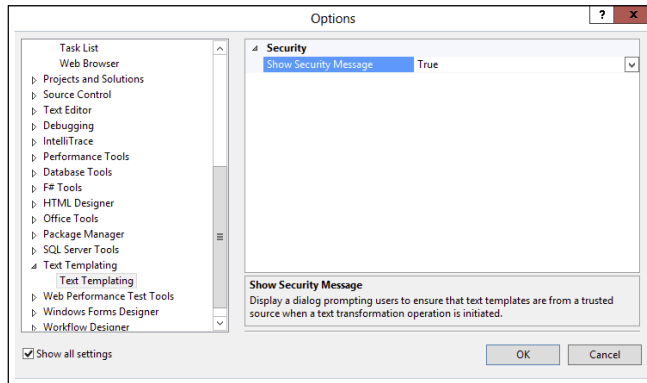 Options
?
x
Task List
Web Browser
Projects and Solutions
Source Control
Text Editor
Debugging
IntelliTrace
Performance Tools
Database Tools
F# Tools
HTML Designer
Office Tools
Package Manager
SQL Server Tools
Text Templating
Text Templating
Web Performance Test Tools
Windows Forms Designer
Workflow Designer
Security
Show Security Message True
Show Security Message
Display a dialog prompting users to ensure that text templates are from a trusted
source when a text transformation operation is initiated.
Show all settings
OK Cancel